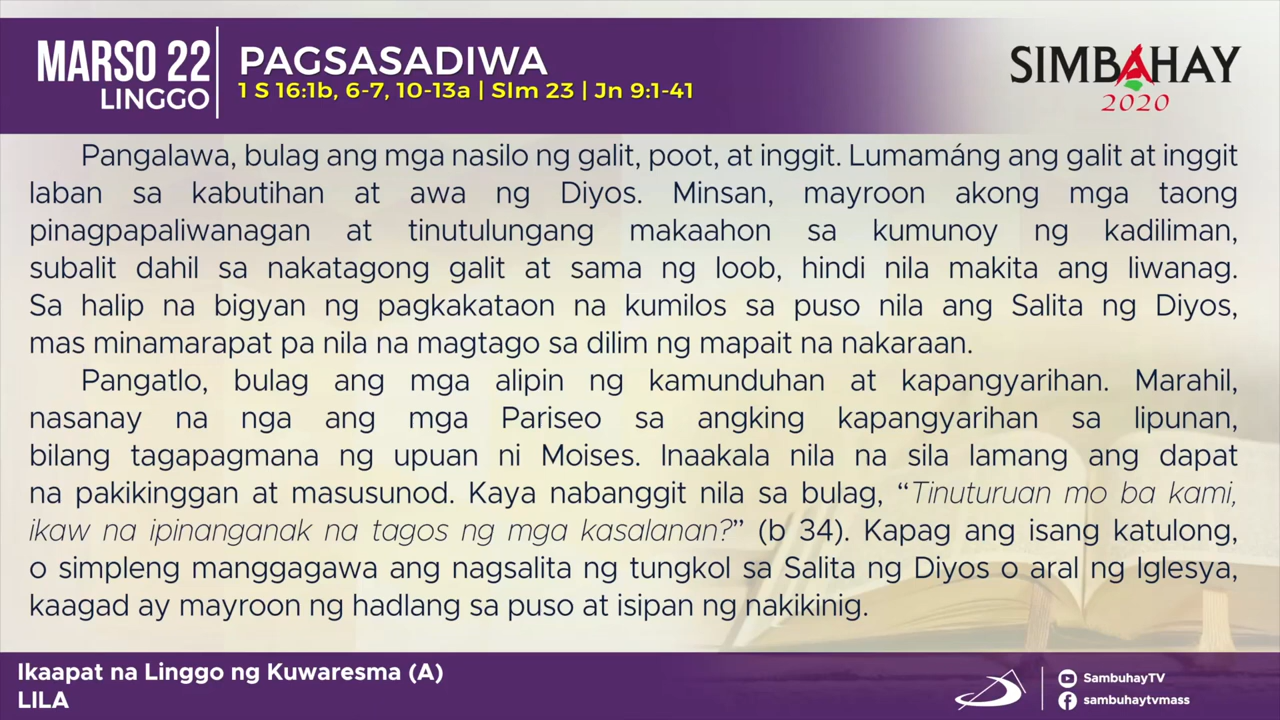 MARSO 22
LINGGO
PAGSASADIWA
1 S 16:1b, 6-7, 10-13a | Slm 23 | Jn 9:1-41
SIMBAHAY
2020
Pangalawa, bulag ang mga nasilo ng galit, poot, at inggit. Lumamáng ang galit at inggit
laban sa kabutihan at awa ng Diyos. Minsan, mayroon akong mga taong
pinagpapaliwanagan at tinutulungang makaahon sa kumunoy ng kadiliman,
subalit dahil sa nakatagong galit at sama ng loob, hindi nila makita ang liwanag.
Sa halip na bigyan ng pagkakataon na kumilos sa puso nila ang Salita ng Diyos,
mas minamarapat pa nila na magtago sa dilim ng mapait na nakaraan.
Pangatlo, bulag ang mga alipin ng kamunduhan at kapangyarihan. Marahil,
nasanay na nga ang mga Pariseo sa angking kapangyarihan sa lipunan,
bilang tagapagmana ng upuan ni Moises. Inaakala nila na sila lamang ang dapat
na pakikinggan at masusunod. Kaya nabanggit nila sa bulag, “Tinuturuan mo ba kami,
ikaw na ipinanganak na tagos ng mga kasalanan?” (b 34). Kapag ang isang katulong,
o simpleng manggagawa ang nagsalita ng tungkol sa Salita ng Diyos o aral ng Iglesya,
kaagad ay mayroon ng hadlang sa puso at isipan ng nakikinig.
Ikaapat na Linggo ng Kuwaresma (A)
LILA
SambuhayTV
sambuhaytvmass